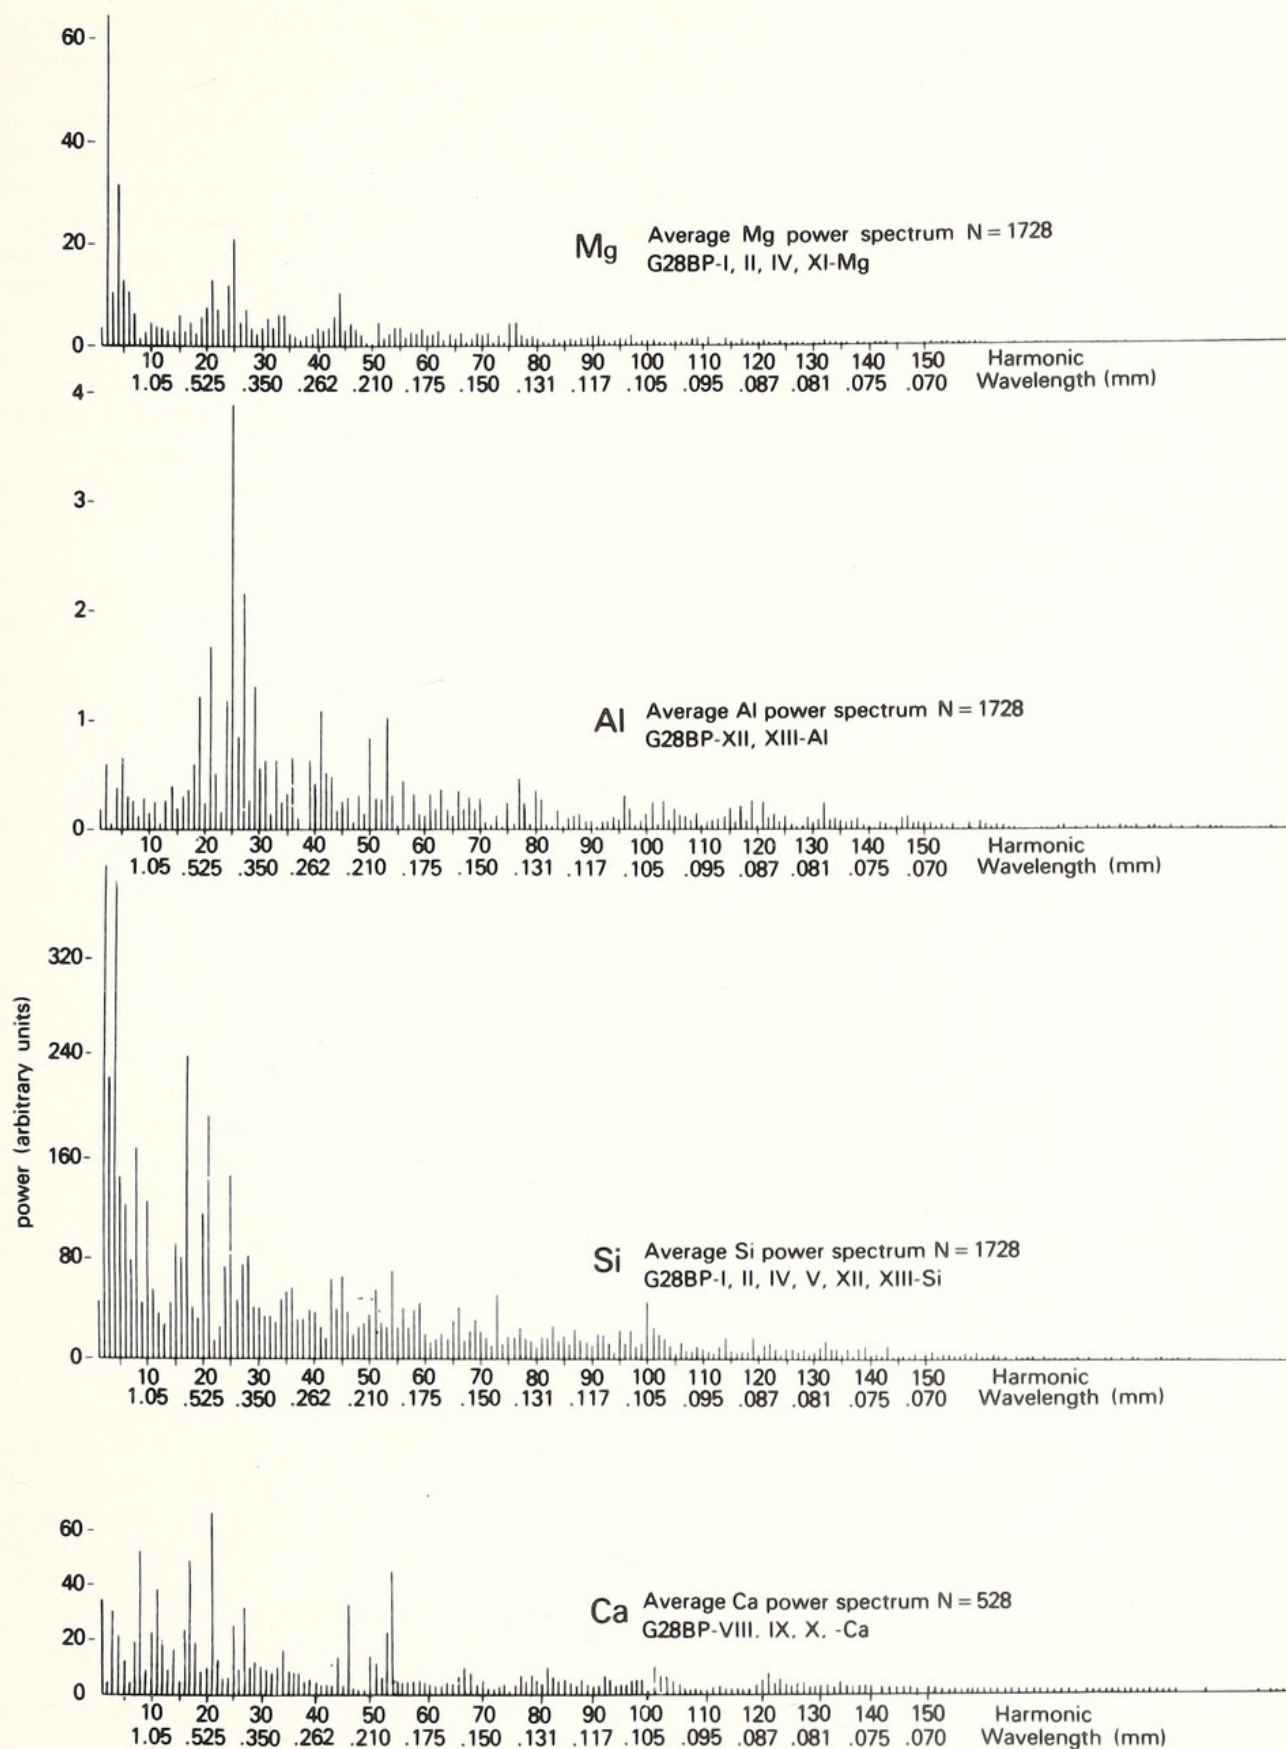 60-
40-
20-
0-
Mg
Average Mg power spectrum N = 1728
G28BP-I, II, IV, XI-Mg
10 20 30 40 50 60 70 80 90 100 110 120 130 140 150 Harmonic
1.05 .525 .350 .262 .210 .175 .150 .131 .117 .105 .095 .087 .081 .075 .070 Wavelength (mm)
4-
3-
2-
1-
0-
Al
Average Al power spectrum N = 1728
G28BP-XII, XIII-Al
10 20 30 40 50 60 70 80 90 100 110 120 130 140 150 Harmonic
1.05 .525 .350 .262 .210 .175 .150 .131 .117 .105 .095 .087 .081 .075 .070 Wavelength (mm)
power (arbitrary units)
320-
240-
160-
80-
0-
Si
Average Si power spectrum N = 1728
G28BP-I, II, IV, V, XII, XIII-Si
10 20 30 40 50 60 70 80 90 100 110 120 130 140 150 Harmonic
1.05 .525 .350 .262 .210 .175 .150 .131 .117 .105 .095 .087 .081 .075 .070 Wavelength (mm)
60-
40-
20-
0
Ca
Average Ca power spectrum N = 528
G28BP-VIII. IX. X. -Ca
10 20 30 40 50 60 70 80 90 100 110 120 130 140 150 Harmonic
1.05 .525 .350 .262 .210 .175 .150 .131 .117 .105 .095 .087 .081 .075 .070 Wavelength (mm)